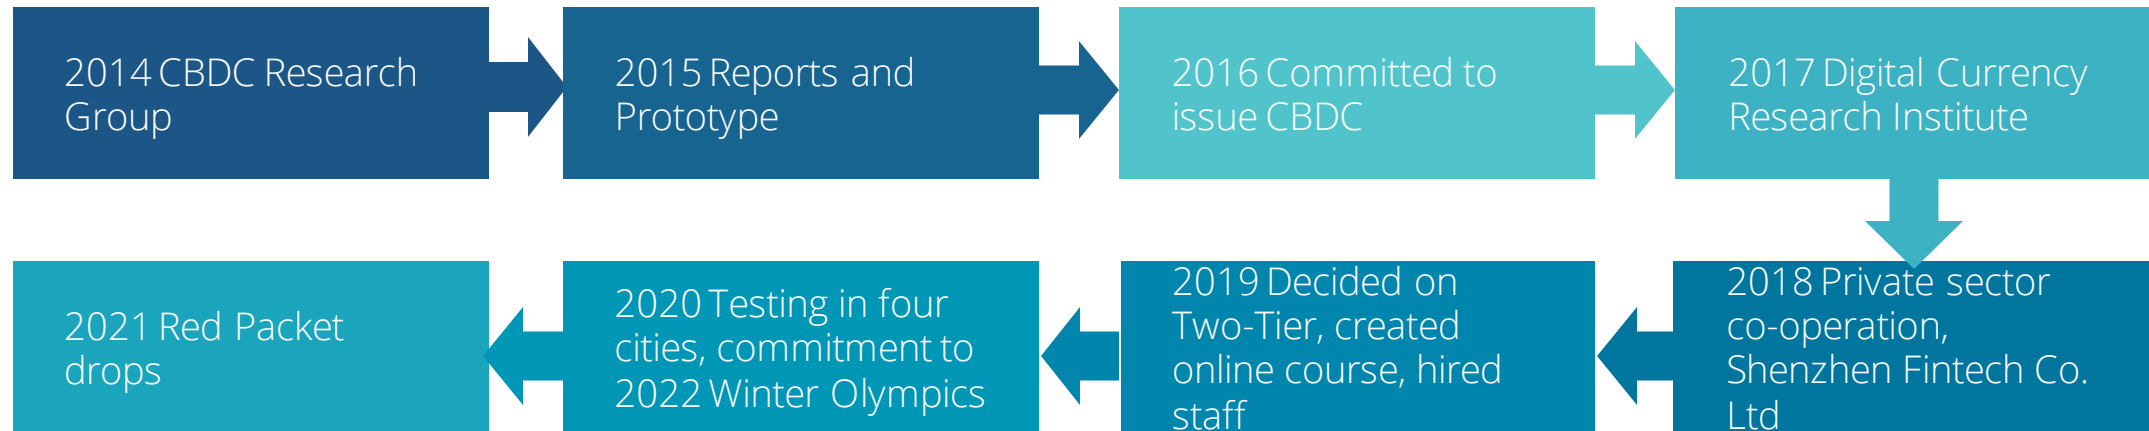 2014 CBDC Research
Group
2015 Reports and
Prototype
2016 Committed to
issue CBDC
2017 Digital Currency
Research Institute
2018 Private sector
co-operation,
Shenzhen Fintech Co.
Ltd
2019 Decided on
Two-Tier, created
online course, hired
staff
2020 Testing in four
cities, commitment to
2022 Winter Olympics
2021 Red Packet
drops